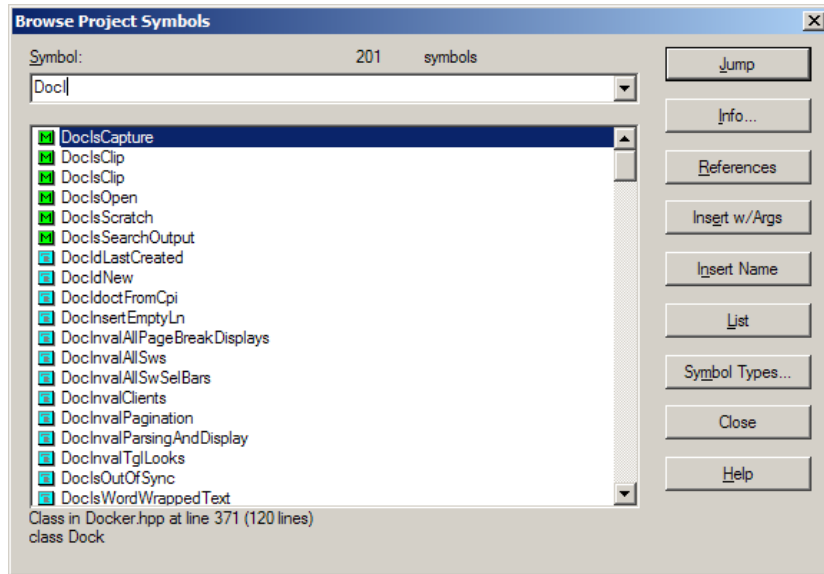 Browse Project Symbols
Symbol: 201 symbols
DocI
Jump
Info...
References
Insert w/Args
Insert Name
List
Symbol Types...
Close
Help
DocIsCapture
DocIsClip
DocIsClip
DocIsOpen
DocIsScratch
DocIsSearchOutput
DocIdLastCreated
DocIdNew
DocIdoctFromCpi
DocInsertEmptyLn
DocInvalAllPageBreakDisplays
DocInvalAllSws
DocInvalAllSwSelBars
DocInvalClients
DocInvalPagination
DocInvalParsingAndDisplay
DocInvalTglLooks
DocIsOutOfSync
DocIsWordWrappedText
Class in Docker.hpp at line 371 (120 lines)
class Dock